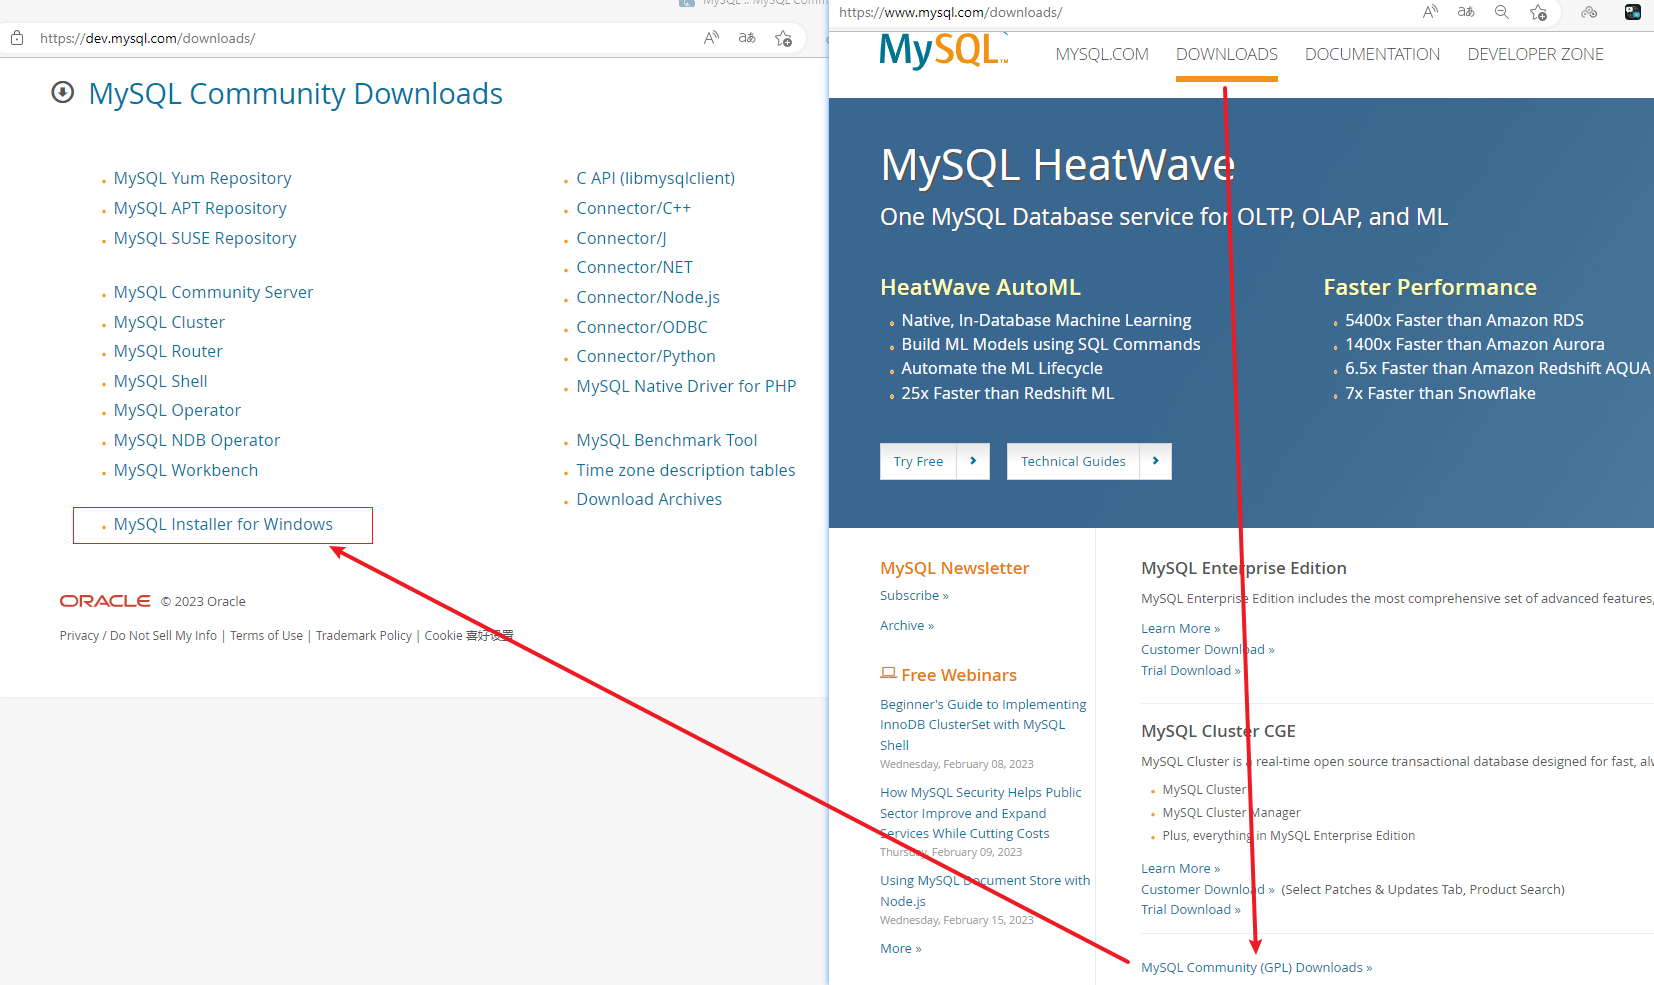 https://dev.mysql.com/downloads/
MySQL Community Downloads
MySQL Yum Repository
MySQL APT Repository
MySQL SUSE Repository
MySQL Community Server
MySQL Cluster
MySQL Router
MySQL Shell
MySQL Operator
MySQL NDB Operator
MySQL Workbench
MySQL Installer for Windows
C API (libmysqlclient)
Connector/C++
Connector/J
Connector/NET
Connector/Node.js
Connector/ODBC
Connector/Python
MySQL Native Driver for PHP
MySQL Benchmark Tool
Time zone description tables
Download Archives
ORACLE © 2023 Oracle
Privacy / Do Not Sell My Info | Terms of Use | Trademark Policy | Cookie 喜好设置
https://www.mysql.com/downloads/
MySQL™ MYSQL.COM DOWNLOADS DOCUMENTATION DEVELOPER ZONE
MySQL HeatWave
One MySQL Database service for OLTP, OLAP, and ML
HeatWave AutoML
Native, In-Database Machine Learning
Build ML Models using SQL Commands
Automate the ML Lifecycle
25x Faster than Redshift ML
Faster Performance
5400x Faster than Amazon RDS
1400x Faster than Amazon Aurora
6.5x Faster than Amazon Redshift AQUA
7x Faster than Snowflake
Try Free
Technical Guides
MySQL Newsletter
Subscribe »
Archive »
Free Webinars
Beginner's Guide to Implementing
InnoDB ClusterSet with MySQL
Shell
Wednesday, February 08, 2023
How MySQL Security Helps Public
Sector Improve and Expand
Services While Cutting Costs
Thursday, February 09, 2023
Using MySQL Document Store with
Node.js
Wednesday, February 15, 2023
More »
MySQL Enterprise Edition
MySQL Enterprise Edition includes the most comprehensive set of advanced features,
Learn More »
Customer Download »
Trial Download »
MySQL Cluster CGE
MySQL Cluster is a real-time open source transactional database designed for fast,
MySQL Cluster
MySQL Cluster Manager
Plus, everything in MySQL Enterprise Edition
Learn More »
Customer Download » (Select Patches & Updates Tab, Product Search)
Trial Download »
MySQL Community (GPL) Downloads »